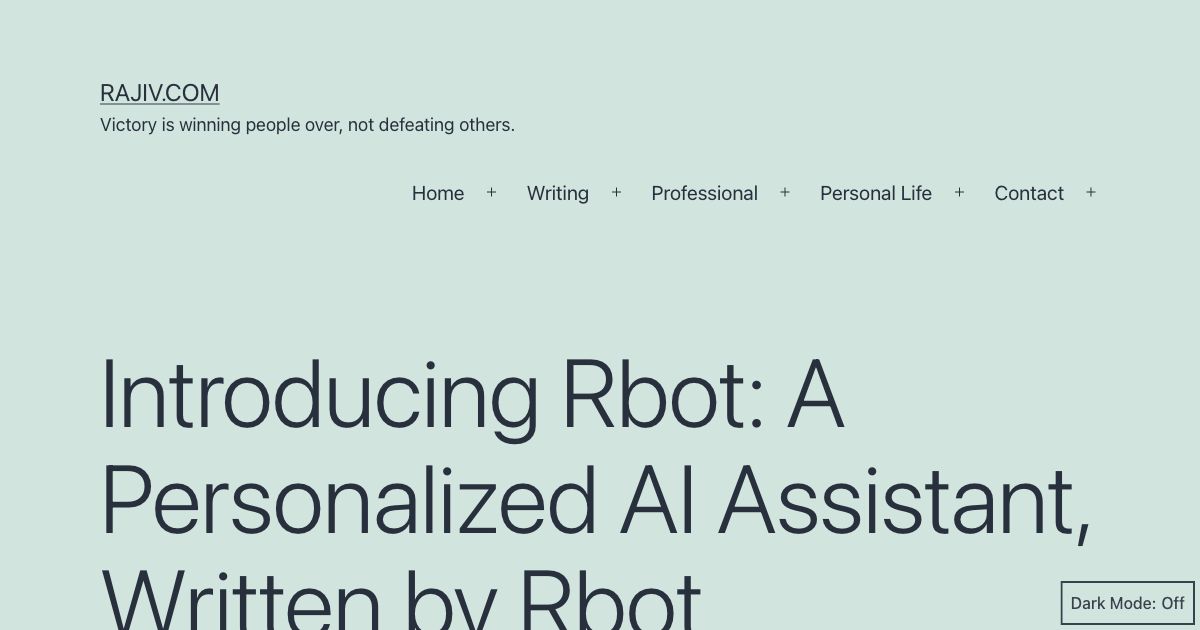 RAJIV.COM
Victory is winning people over, not defeating others.
Home + Writing + Professional + Personal Life + Contact +
Introducing Rbot: A
Personalized AI Assistant,
Written by Rbot
Dark Mode: Off